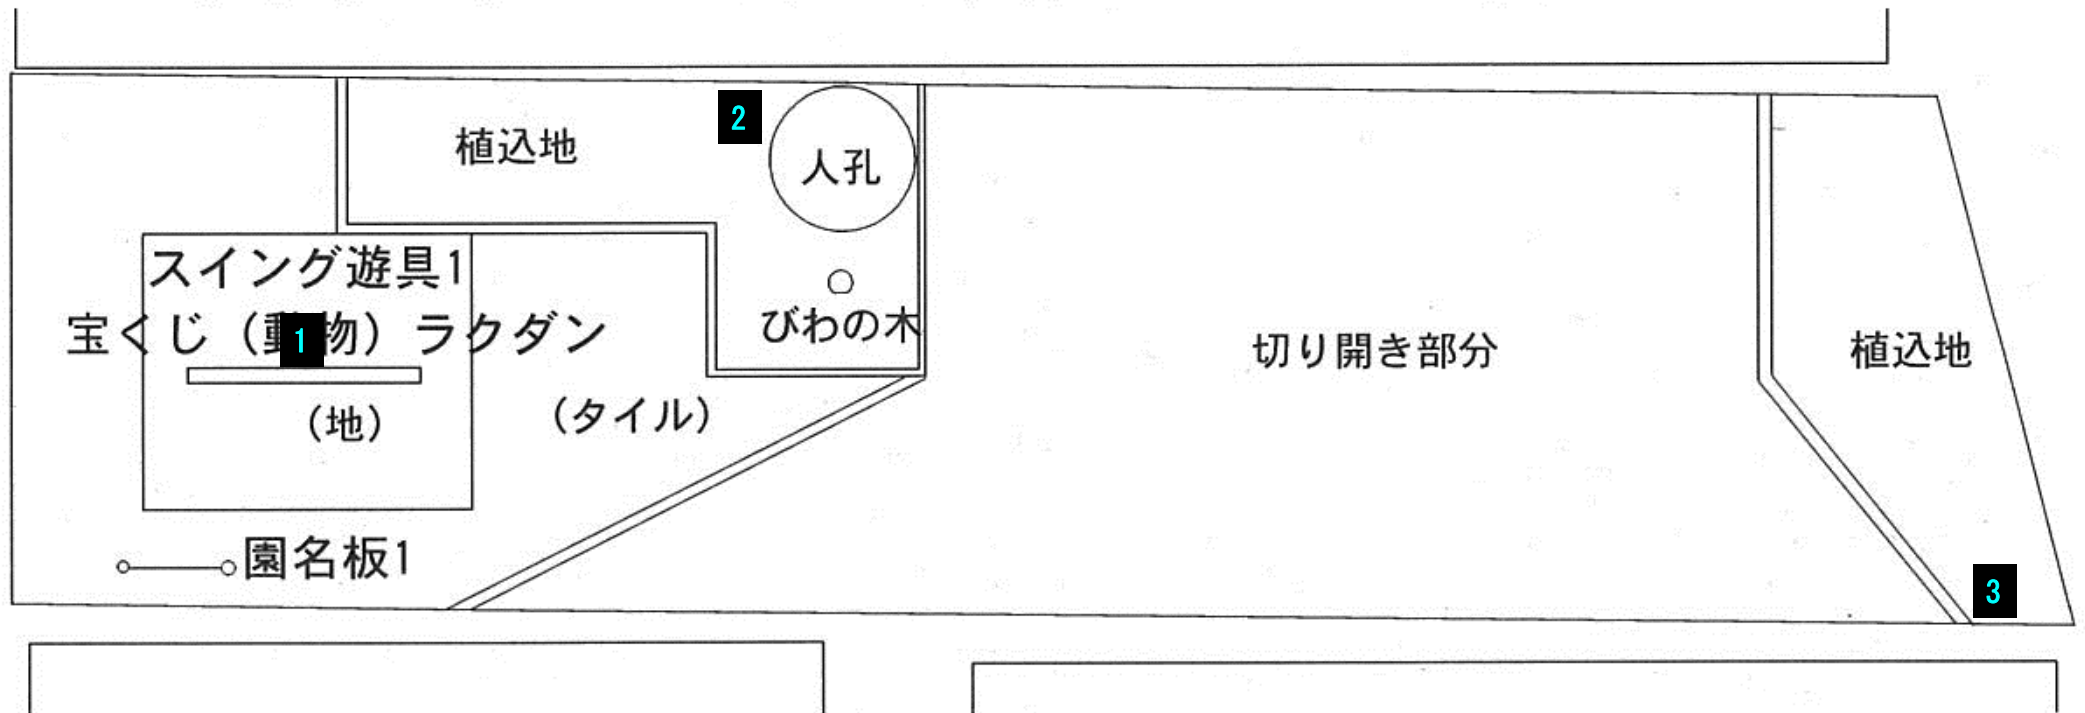 2
植込地
人孔
スイング遊具1
宝くじ（動物）ラクダン
1
びわの木
切り開き部分
植込地
（地）
（タイル）
園名板1
3